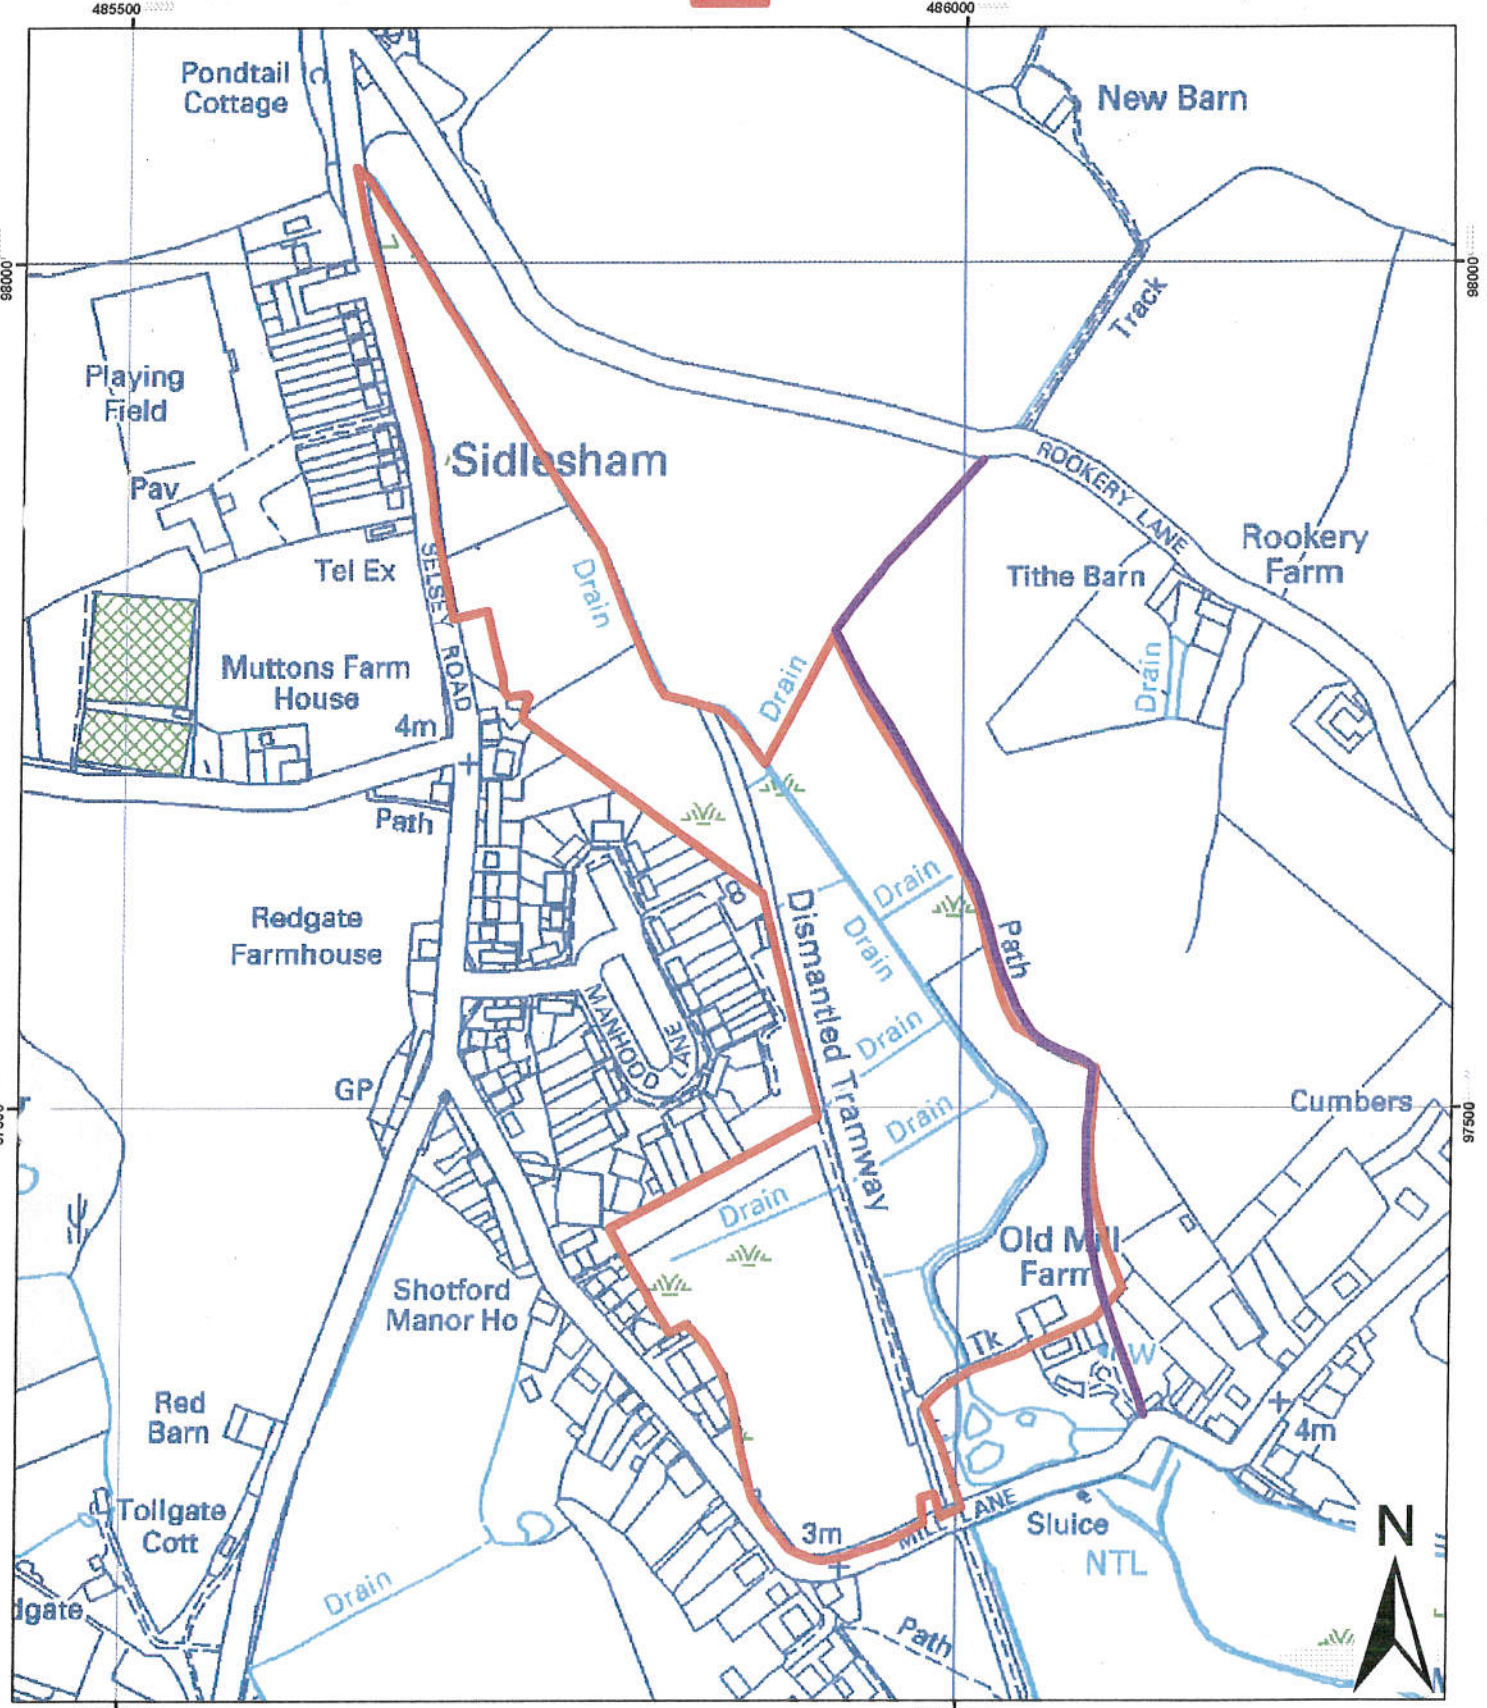 485500
486000
Pondtail
Cottage
New Barn
98000
98000
Track
Playing
Field
Sidlesham
Pav
ROOKERY LANE
Rookery
Farm
Tithe Barn
Tel Ex
SELSEY ROAD
Drain
Drain
Drain
Muttons Farm
House
4m
Path
Drain
Redgate
Farmhouse
Dismantled Tramway
Drain
Path
MANHOOD LANE
Drain
GP
Drain
Cumbers
97500
Drain
Old Mill
Farm
Shotford
Manor Ho
Tk
W
Red
Barn
4m
Tollgate
Cott
3m
MILL LANE
Sluice
N
NTL
Drain
dgate
Path